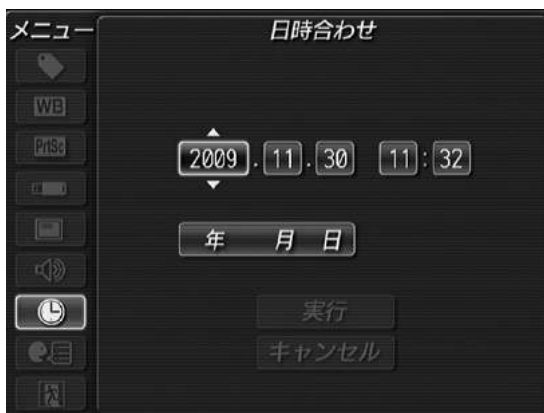 メニュー
日時合わせ
WB
PrtSc
2009.11.30 11:32
年 月 日
実行
キャンセル